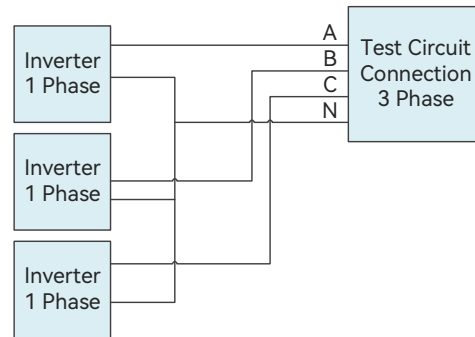 Inverter
1 Phase
Inverter
1 Phase
Inverter
1 Phase
A
B
C
N
Test Circuit
Connection
3 Phase